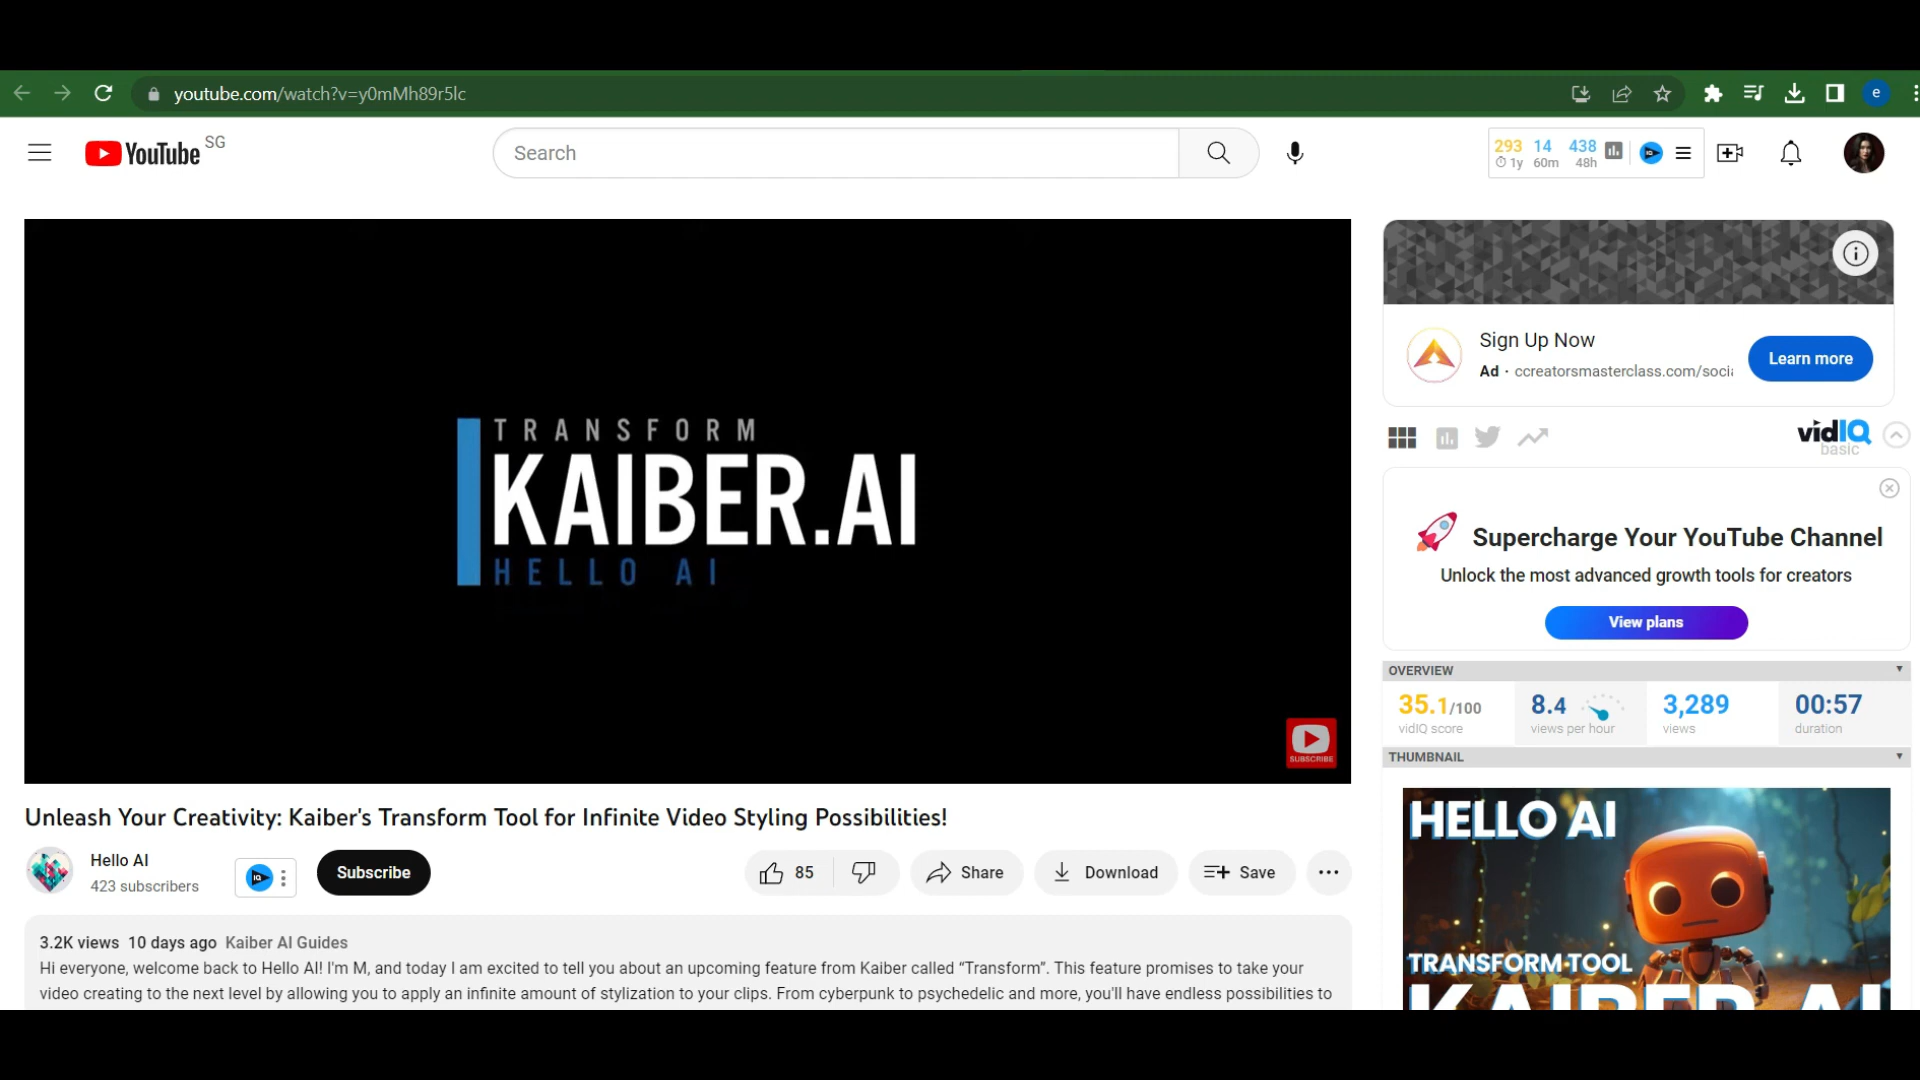 youtube.com/watch?v=y0mMh89r5lc
e
YouTube SG
Search
293 14 438
1y 60m 48h
TRANSFORM
KAIBER.AI
HELLO AI
SUBSCRIBE
Sign Up Now
Ad · ccreatorsmasterclass.com/soci
Learn more
vidIQ
basic
Supercharge Your YouTube Channel
Unlock the most advanced growth tools for creators
View plans
OVERVIEW
35.1/100 8.4 3,289 00:57
vidIQ score views per hour views duration
THUMBNAIL
HELLO AI
TRANSFORM TOOL
KAIBER AI
Unleash Your Creativity: Kaiber's Transform Tool for Infinite Video Styling Possibilities!
Hello AI
423 subscribers
IQ
Subscribe
85
Share
Download
Save
3.2K views 10 days ago Kaiber AI Guides
Hi everyone, welcome back to Hello AI! I'm M, and today I am excited to tell you about an upcoming feature from Kaiber called “Transform”. This feature promises to take your
video creating to the next level by allowing you to apply an infinite amount of stylization to your clips. From cyberpunk to psychedelic and more, you'll have endless possibilities to